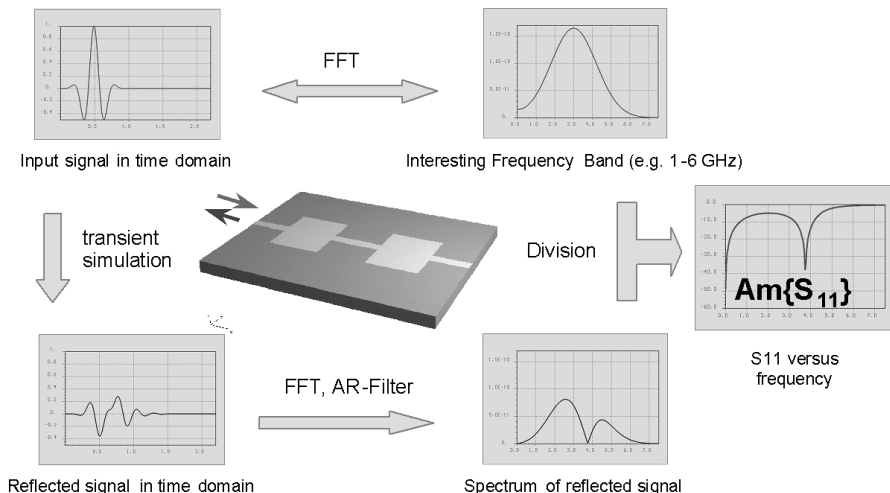 FFT
Input signal in time domain
Interesting Frequency Band (e.g. 1-6 GHz)
transient
simulation
Division
Am{S11}
S11 versus
frequency
FFT, AR-Filter
Reflected signal in time domain
Spectrum of reflected signal